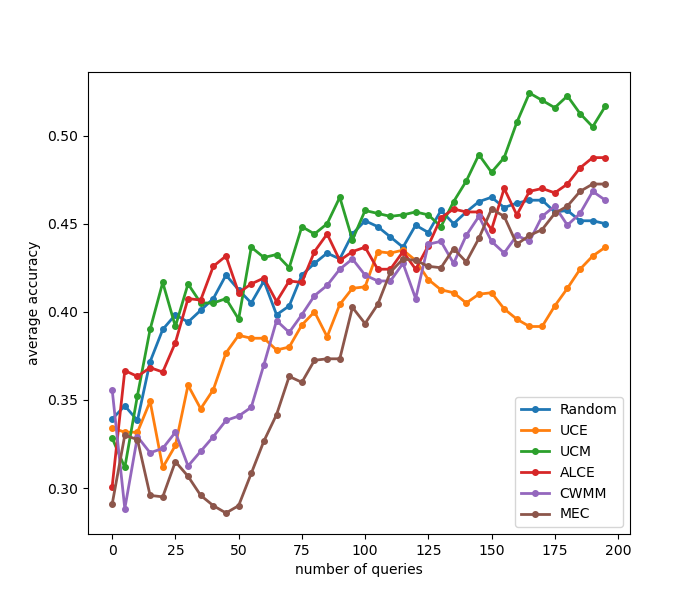 0.50
0.45
0.40
0.35
0.30
average accuracy
0 25 50 75 100 125 150 175 200
number of queries
Random
UCE
UCM
ALCE
CWMM
MEC